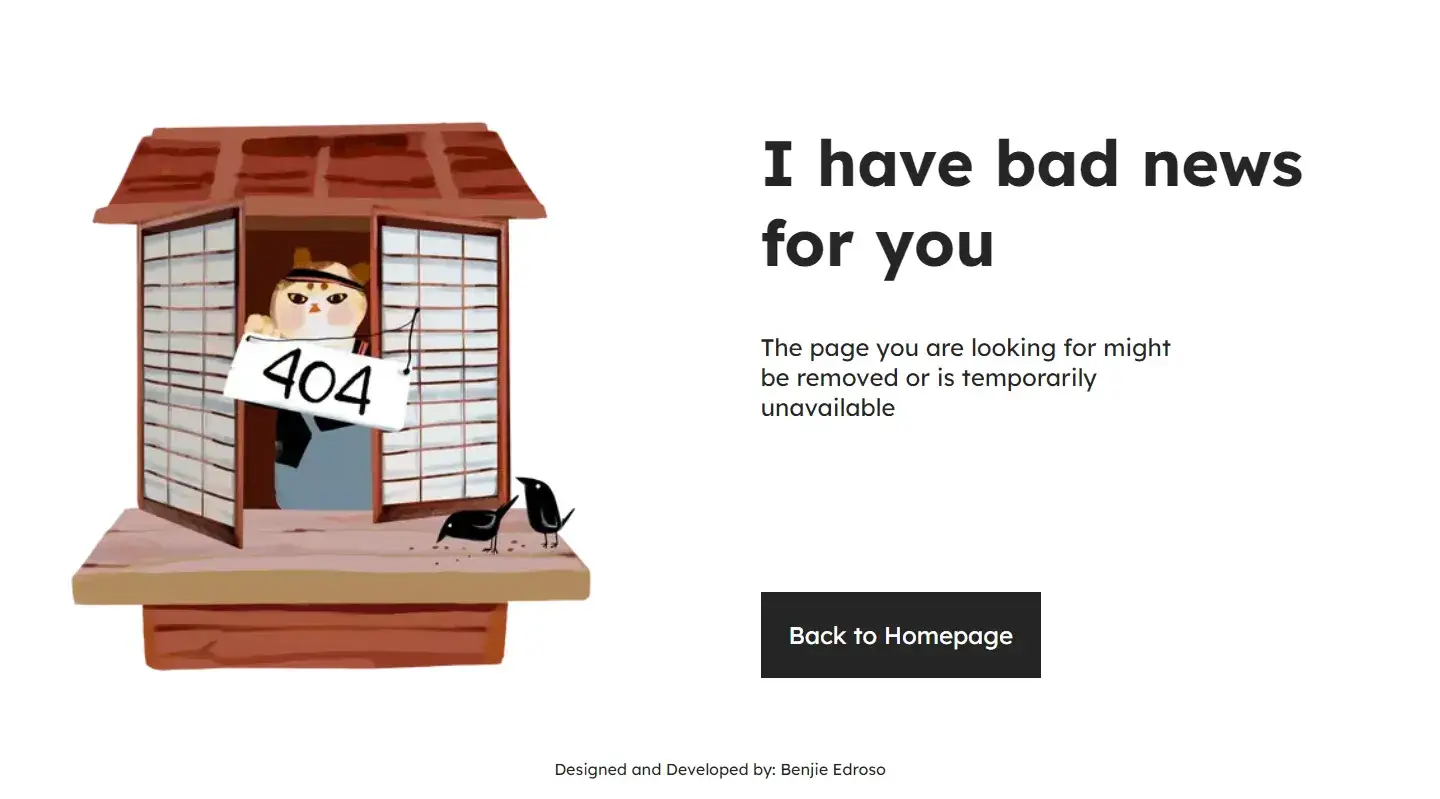 404
I have bad news
for you
The page you are looking for might
be removed or is temporarily
unavailable
Back to Homepage
Designed and Developed by: Benjie Edroso